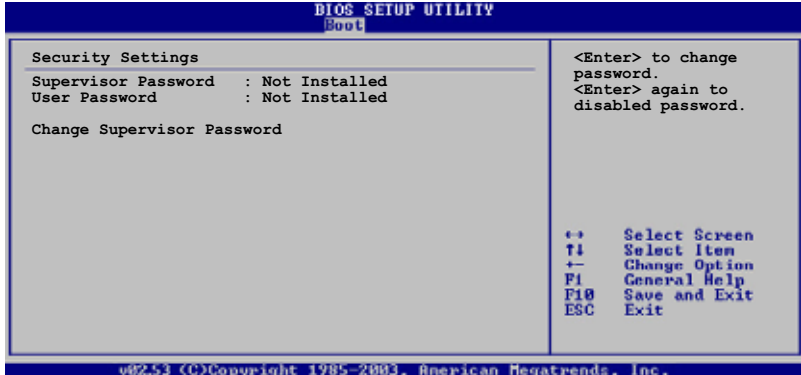 BIOS SETUP UTILITY
Boot
Security Settings
Supervisor Password : Not Installed
User Password : Not Installed
Change Supervisor Password
<Enter> to change
password.
<Enter> again to
disabled password.
↔ Select Screen
↑↓ Select Item
+- Change Option
F1 General Help
F10 Save and Exit
ESC Exit
v02.53 (C)Copyright 1985-2003, American Megatrends, Inc.